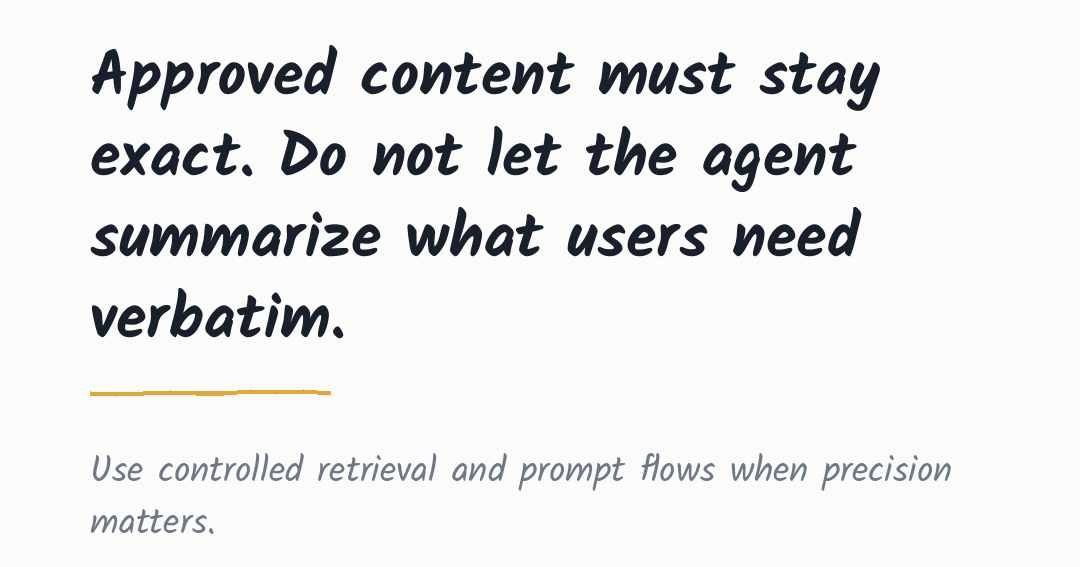 Approved content must stay
exact. Do not let the agent
summarize what users need
verbatim.
Use controlled retrieval and prompt flows when precision
matters.